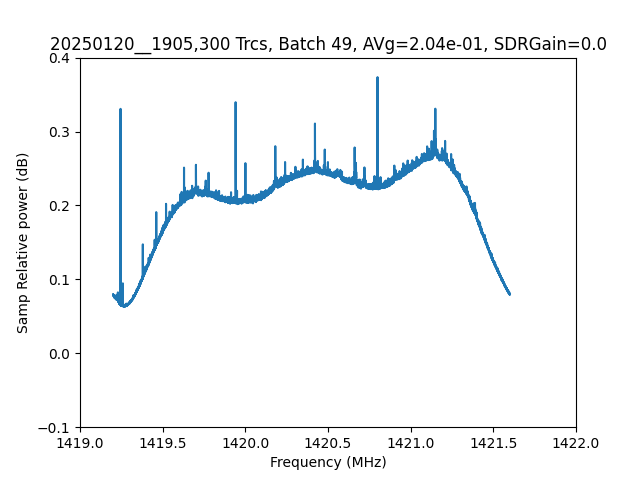 20250120__1905,300 Trcs, Batch 49, AVg=2.04e-01, SDRGain=0.0
0.4
0.3
0.2
0.1
0.0
−0.1
Samp Relative power (dB)
1419.0 1419.5 1420.0 1420.5 1421.0 1421.5 1422.0
Frequency (MHz)